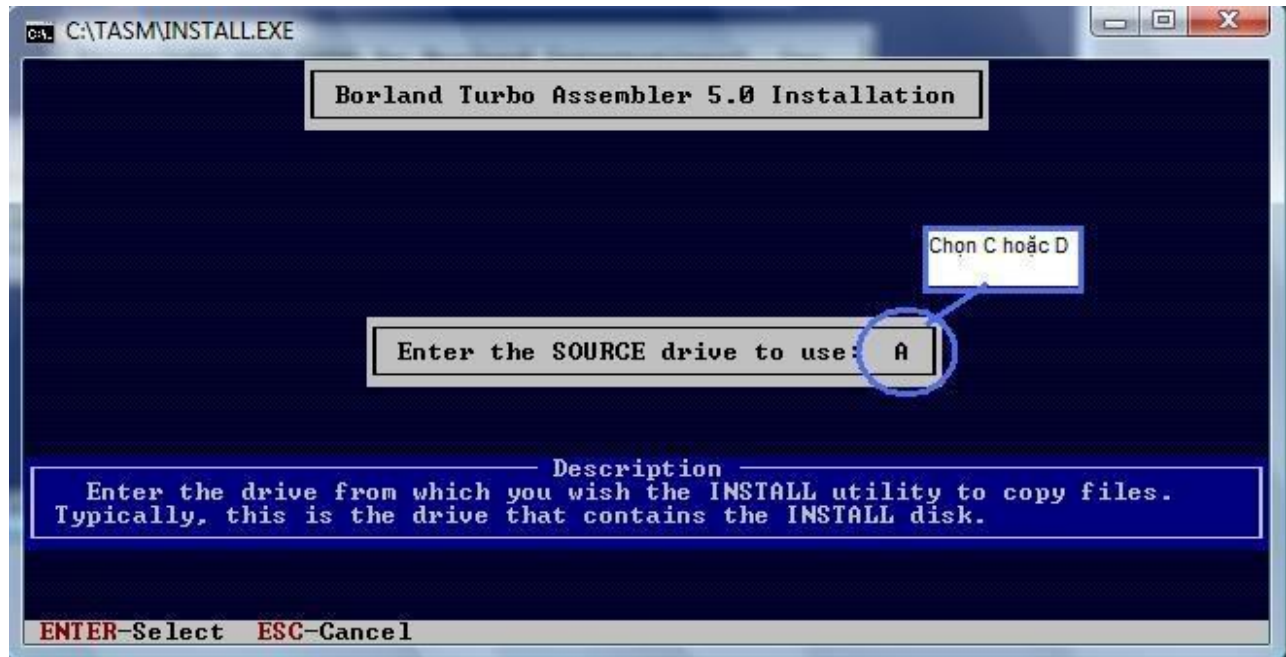 C:\TASM\INSTALL.EXE
Borland Turbo Assembler 5.0 Installation
Chọn C hoặc D
Enter the SOURCE drive to use: A
Description
Enter the drive from which you wish the INSTALL utility to copy files.
Typically, this is the drive that contains the INSTALL disk.
ENTER-Select ESC-Cancel